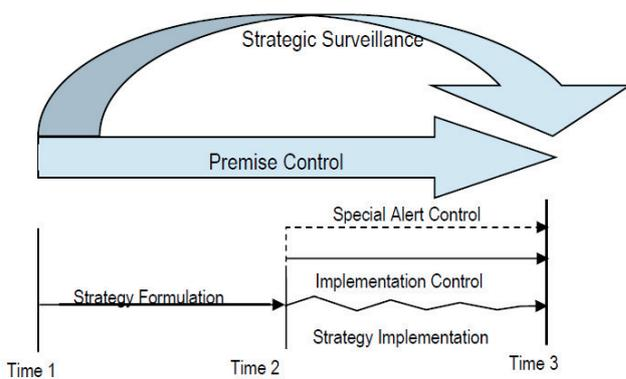 Strategic Surveillance
Premise Control
Special Alert Control
Implementation Control
Strategy Formulation
Strategy Implementation
Time 1
Time 2
Time 3